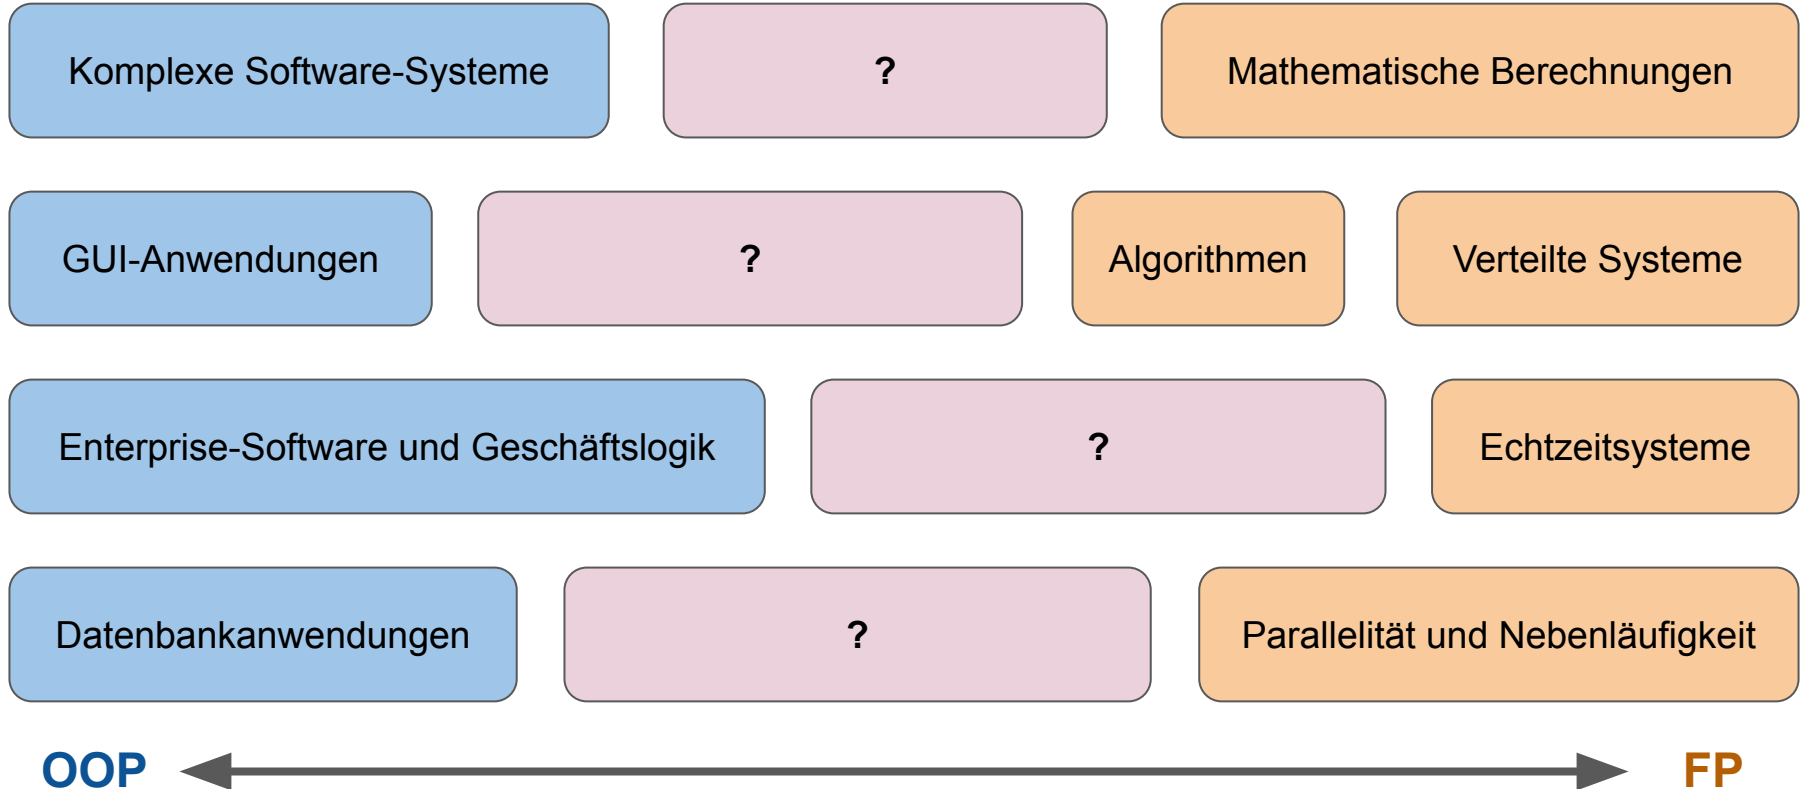 Komplexe Software-Systeme
?
Mathematische Berechnungen
GUI-Anwendungen
?
Algorithmen
Verteilte Systeme
Enterprise-Software und Geschäftslogik
?
Echtzeitsysteme
Datenbankanwendungen
?
Parallelität und Nebenläufigkeit
OOP
FP